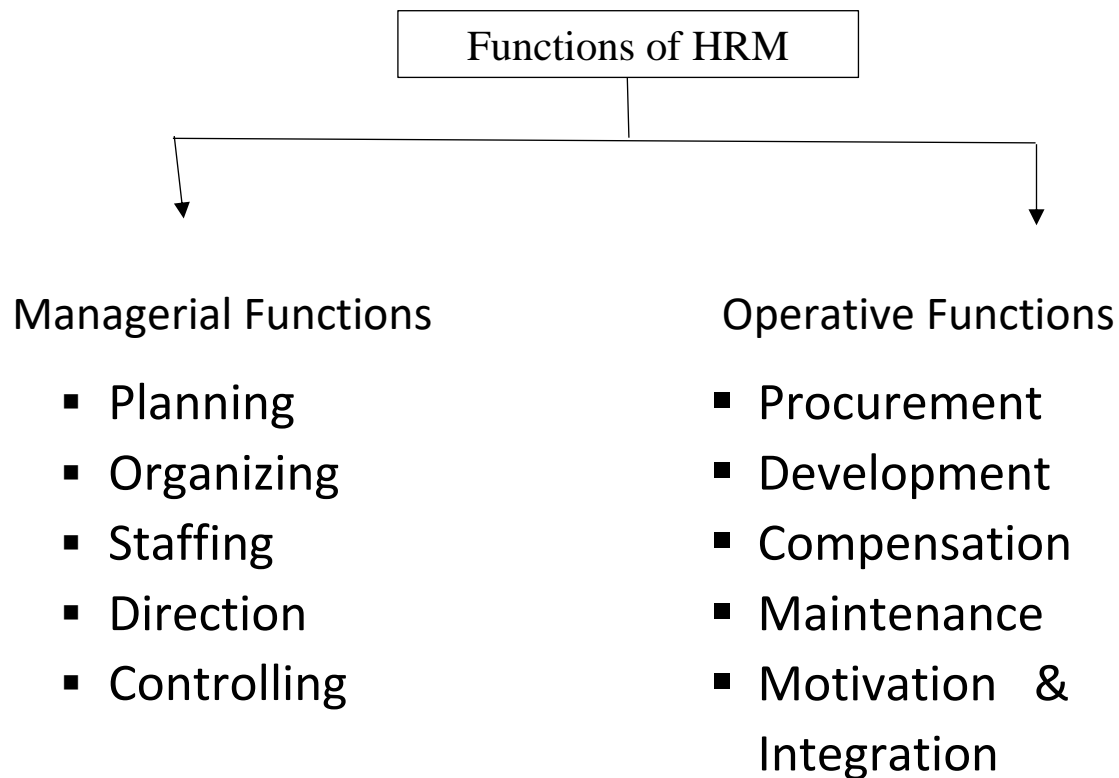 Functions of HRM
Managerial Functions
▪ Planning
▪ Organizing
▪ Staffing
▪ Direction
▪ Controlling
Operative Functions
▪ Procurement
▪ Development
▪ Compensation
▪ Maintenance
▪ Motivation &
Integration